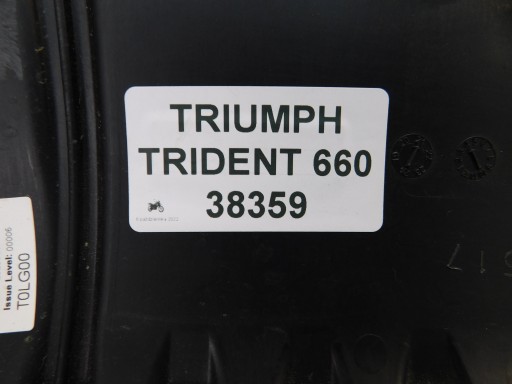 TRIUMPH
TRIDENT 660
38359
Issue Level: 00006
T0LG00